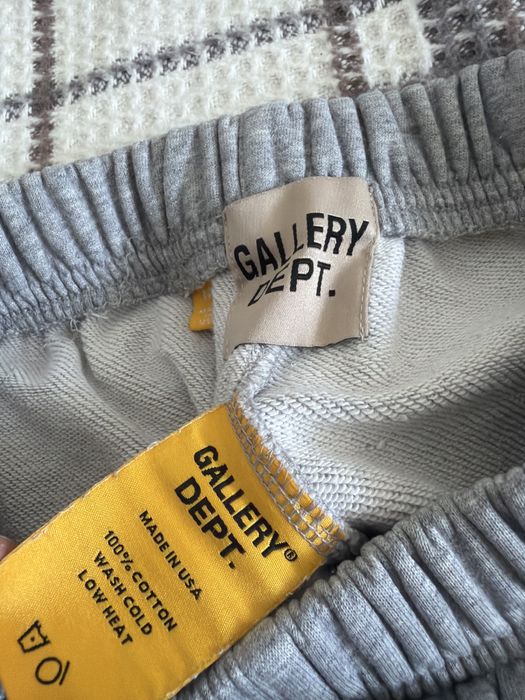 GALLERY
DEPT.
GALLERY®
DEPT.
MADE IN USA
100% COTTON
WASH COLD
LOW HEAT